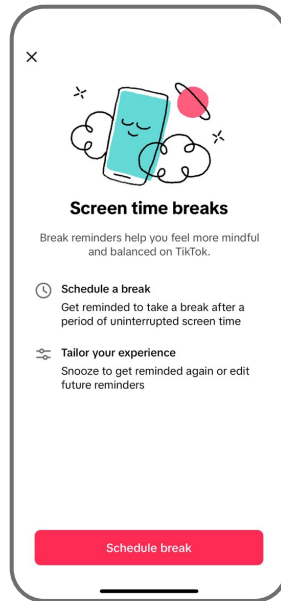 Screen time breaks
Break reminders help you feel more mindful
and balanced on TikTok.
Schedule a break
Get reminded to take a break after a
period of uninterrupted screen time
Tailor your experience
Snooze to get reminded again or edit
future reminders
Schedule break